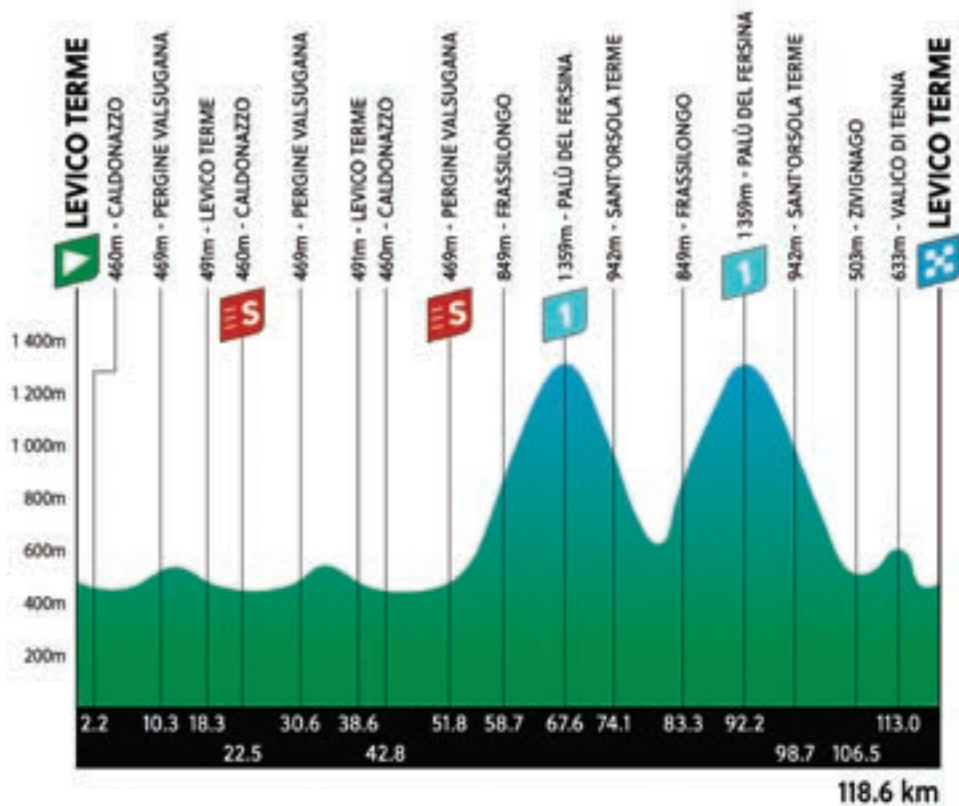 LEVICO TERME
460m - CALDONAZZO
469m - PERGINE VALSUGANA
491m - LEVICO TERME
460m - CALDONAZZO
469m - PERGINE VALSUGANA
491m - LEVICO TERME
460m - CALDONAZZO
469m - PERGINE VALSUGANA
849m - FRASSILONGO
1 359m - PALÙ DEL FERSINA
942m - SANT'ORSOLA TERME
849m - FRASSILONGO
1 359m - PALÙ DEL FERSINA
942m - SANT'ORSOLA TERME
503m - ZIVIGNAGO
633m - VALICO DI TENNA
LEVICO TERME
S
S
1
1
1 400m
1 200m
1 000m
800m
600m
400m
200m
2.2 10.3 18.3 30.6 38.6 51.8 58.7 67.6 74.1 83.3 92.2 113.0
22.5 42.8 98.7 106.5
118.6 km